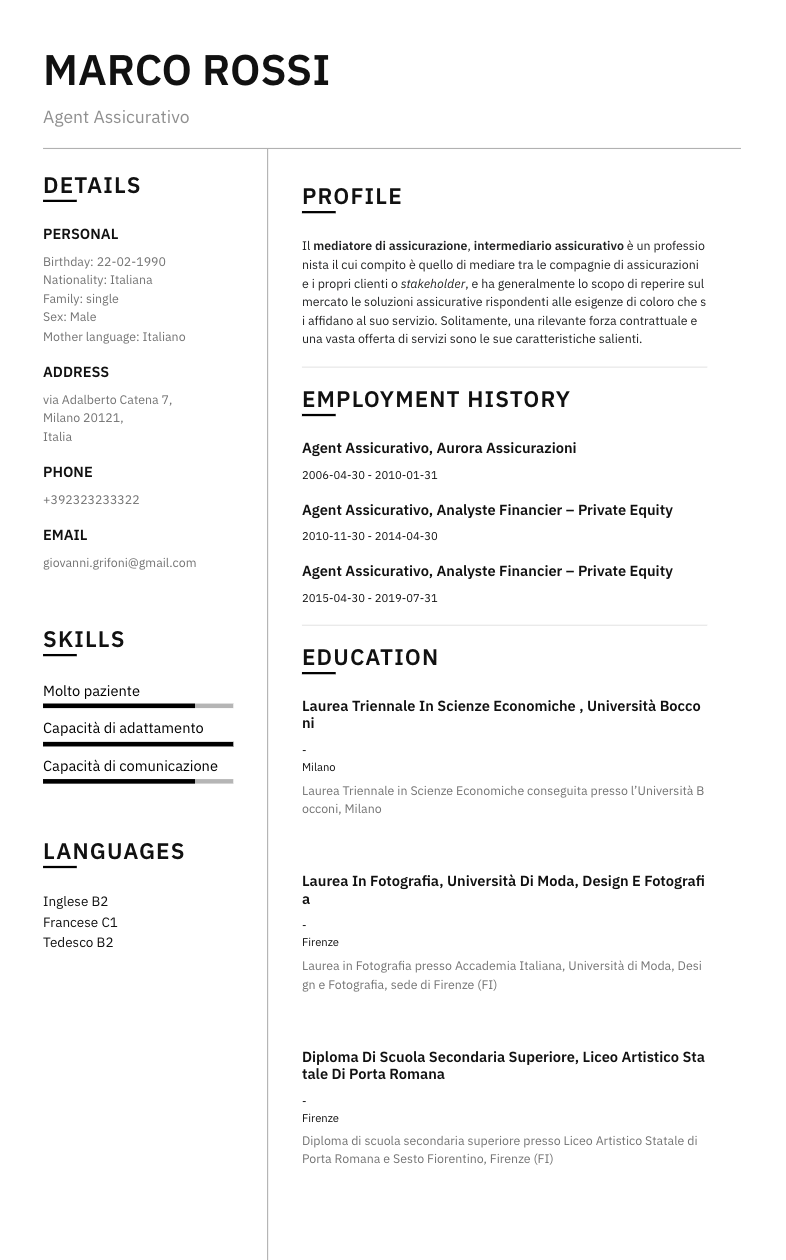 MARCO ROSSI
Agent Assicurativo
DETAILS
PERSONAL
Birthday: 22-02-1990
Nationality: Italiana
Family: single
Sex: Male
Mother language: Italiano
ADDRESS
via Adalberto Catena 7,
Milano 20121,
Italia
PHONE
+392323233322
EMAIL
giovanni.grifoni@gmail.com
SKILLS
Molto paziente
Capacità di adattamento
Capacità di comunicazione
LANGUAGES
Inglese B2
Francese C1
Tedesco B2
PROFILE
Il mediatore di assicurazione, intermediario assicurativo è un professio
nista il cui compito è quello di mediare tra le compagnie di assicurazioni
e i propri clienti o stakeholder, e ha generalmente lo scopo di reperire sul
mercato le soluzioni assicurative rispondenti alle esigenze di coloro che s
i affidano al suo servizio. Solitamente, una rilevante forza contrattuale e
una vasta offerta di servizi sono le sue caratteristiche salienti.
EMPLOYMENT HISTORY
Agent Assicurativo, Aurora Assicurazioni
2006-04-30 - 2010-01-31
Agent Assicurativo, Analyste Financier – Private Equity
2010-11-30 - 2014-04-30
Agent Assicurativo, Analyste Financier – Private Equity
2015-04-30 - 2019-07-31
EDUCATION
Laurea Triennale In Scienze Economiche , Università Bocco
ni
-
Milano
Laurea Triennale in Scienze Economiche conseguita presso l’Università B
occoni, Milano
Laurea In Fotografia, Università Di Moda, Design E Fotografi
a
-
Firenze
Laurea in Fotografia presso Accademia Italiana, Università di Moda, Desi
gn e Fotografia, sede di Firenze (FI)
Diploma Di Scuola Secondaria Superiore, Liceo Artistico Sta
tale Di Porta Romana
-
Firenze
Diploma di scuola secondaria superiore presso Liceo Artistico Statale di
Porta Romana e Sesto Fiorentino, Firenze (FI)